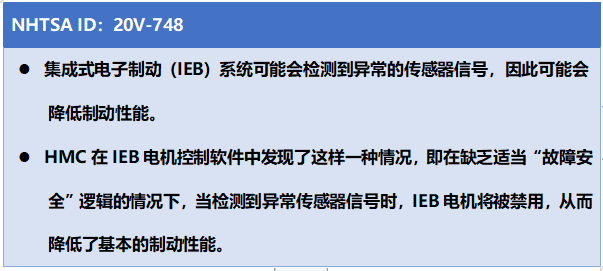 NHTSA ID：20V-748
● 集成式电子制动（IEB）系统可能会检测到异常的传感器信号，因此可能会
降低制动性能。
● HMC 在 IEB 电机控制软件中发现了这样一种情况，即在缺乏适当“故障安
全”逻辑的情况下，当检测到异常传感器信号时，IEB 电机将被禁用，从而
降低了基本的制动性能。